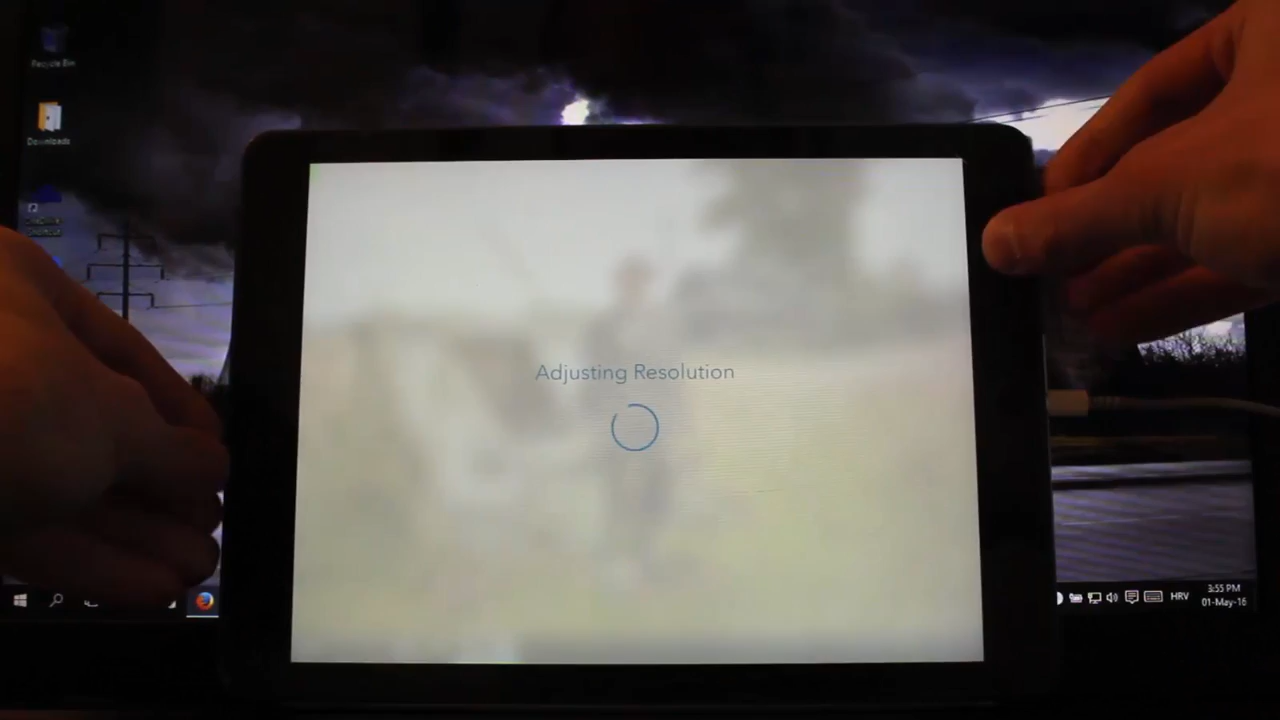 Recycle Bin
Downloads
Adjusting Resolution
HRV
3:55 PM
01-May-16